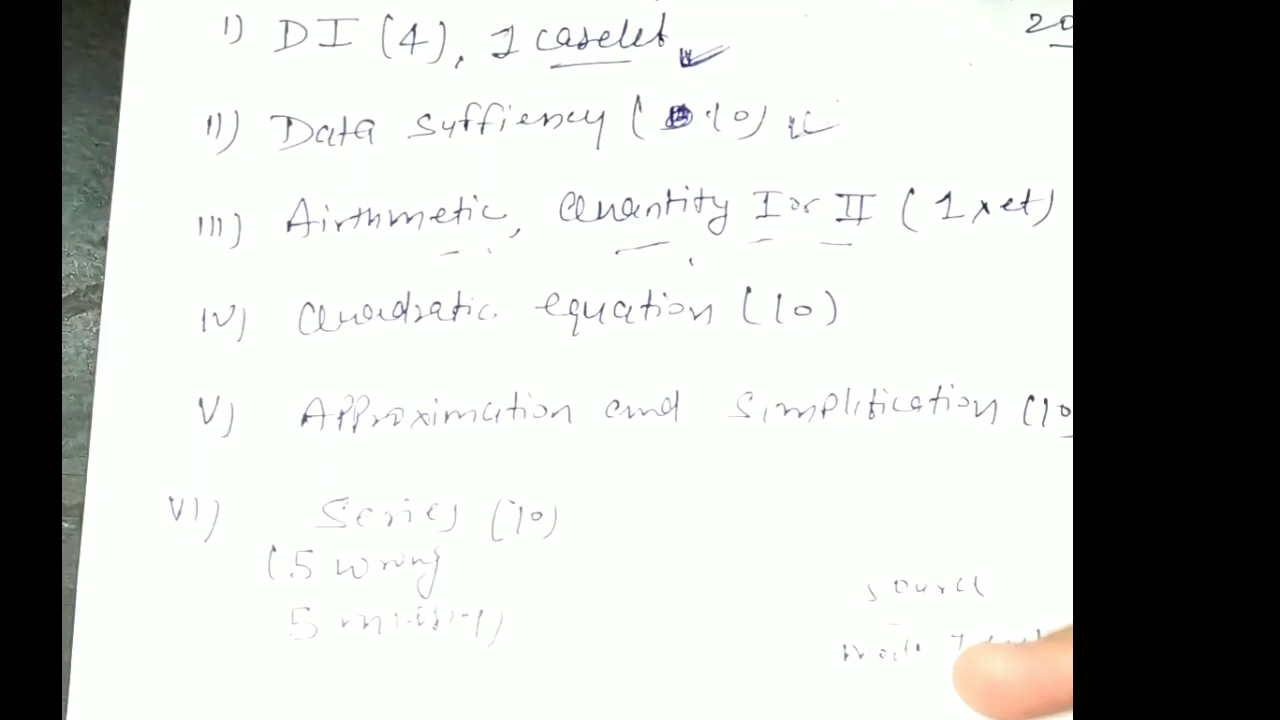 I) DI (4), 1 caselet
20
II) Data suffiency (10)
III) Airthmetic, Quantity I or II (1 set)
IV) Quadratic equation (10)
V) Approximation and Simplification (10
VI) Series (10)
(5 wrong
5 missing)
source